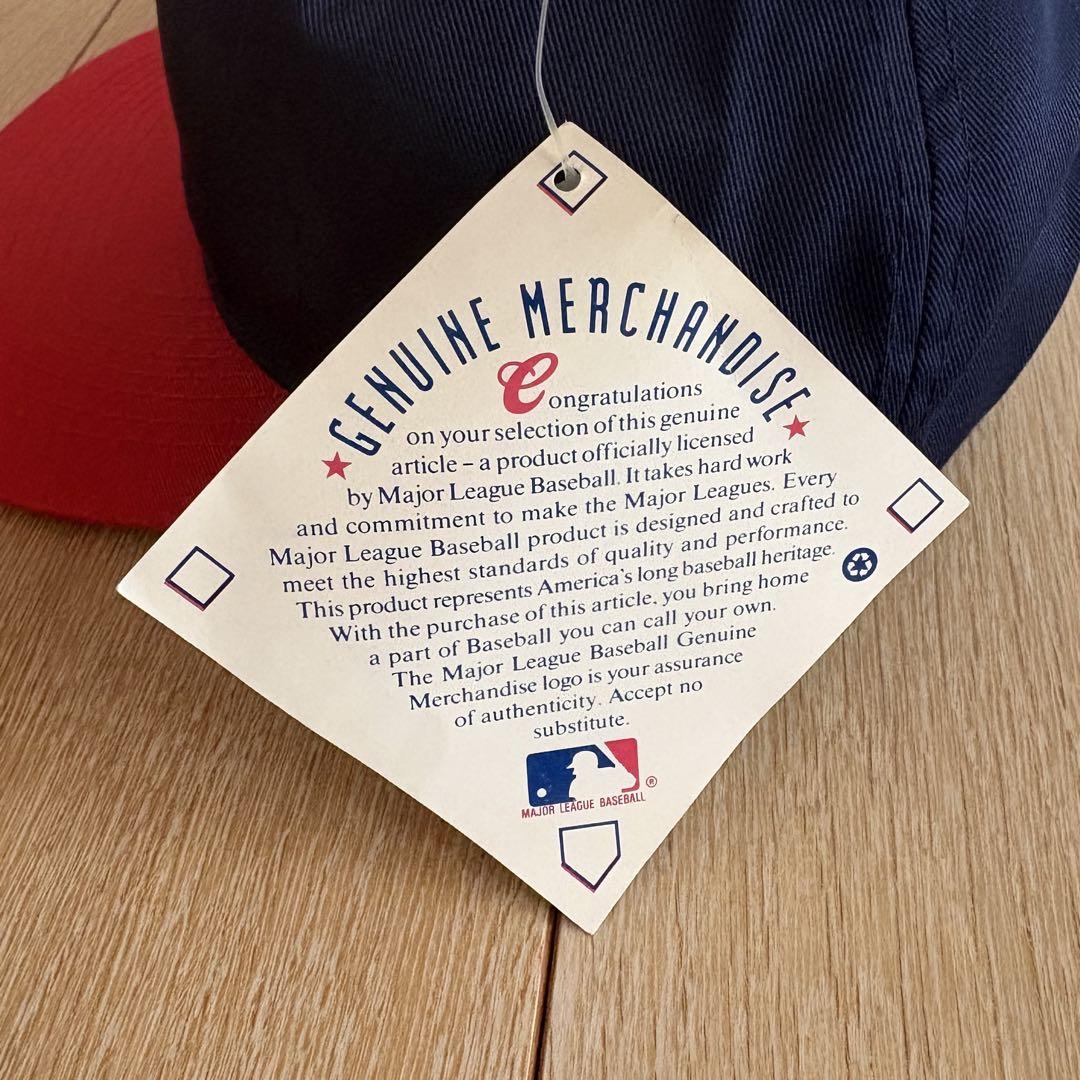 ★ GENUINE MERCHANDISE ★
Congratulations
on your selection of this genuine
article – a product officially licensed
by Major League Baseball. It takes hard work
and commitment to make the Major Leagues. Every
Major League Baseball product is designed and crafted to
meet the highest standards of quality and performance.
This product represents America's long baseball heritage.
With the purchase of this article, you bring home
a part of Baseball you can call your own.
The Major League Baseball Genuine
Merchandise logo is your assurance
of authenticity. Accept no
substitute.
®
MAJOR LEAGUE BASEBALL